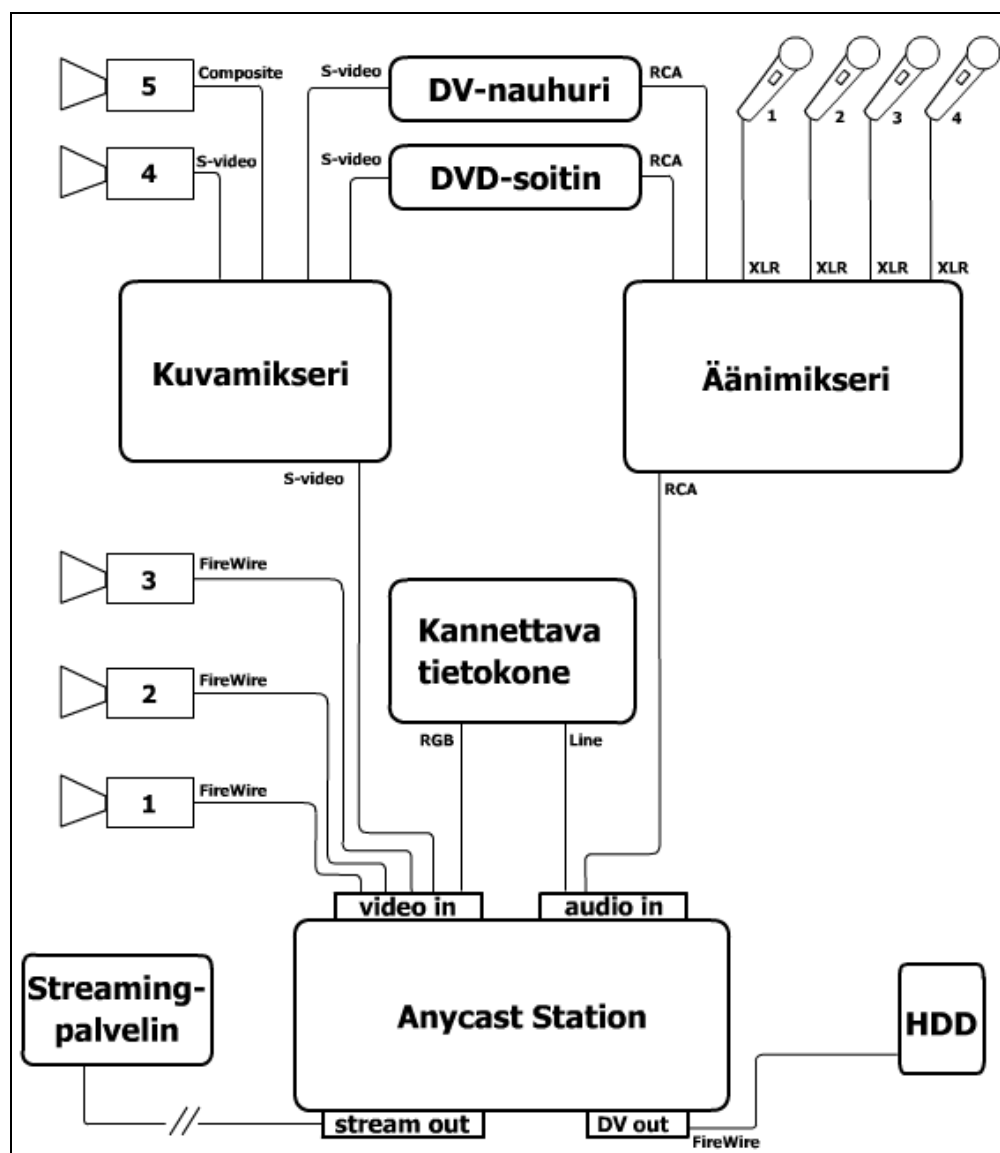 5
Composite
S-video
DV-nauhuri
RCA
1
2
3
4
4
S-video
S-video
DVD-soitin
RCA
XLR
XLR
XLR
XLR
Kuvamikseri
Äänimikseri
S-video
RCA
3
FireWire
Kannettava
tietokone
2
FireWire
RGB
Line
1
FireWire
video in
audio in
Streaming-
palvelin
Anycast Station
HDD
stream out
DV out
FireWire